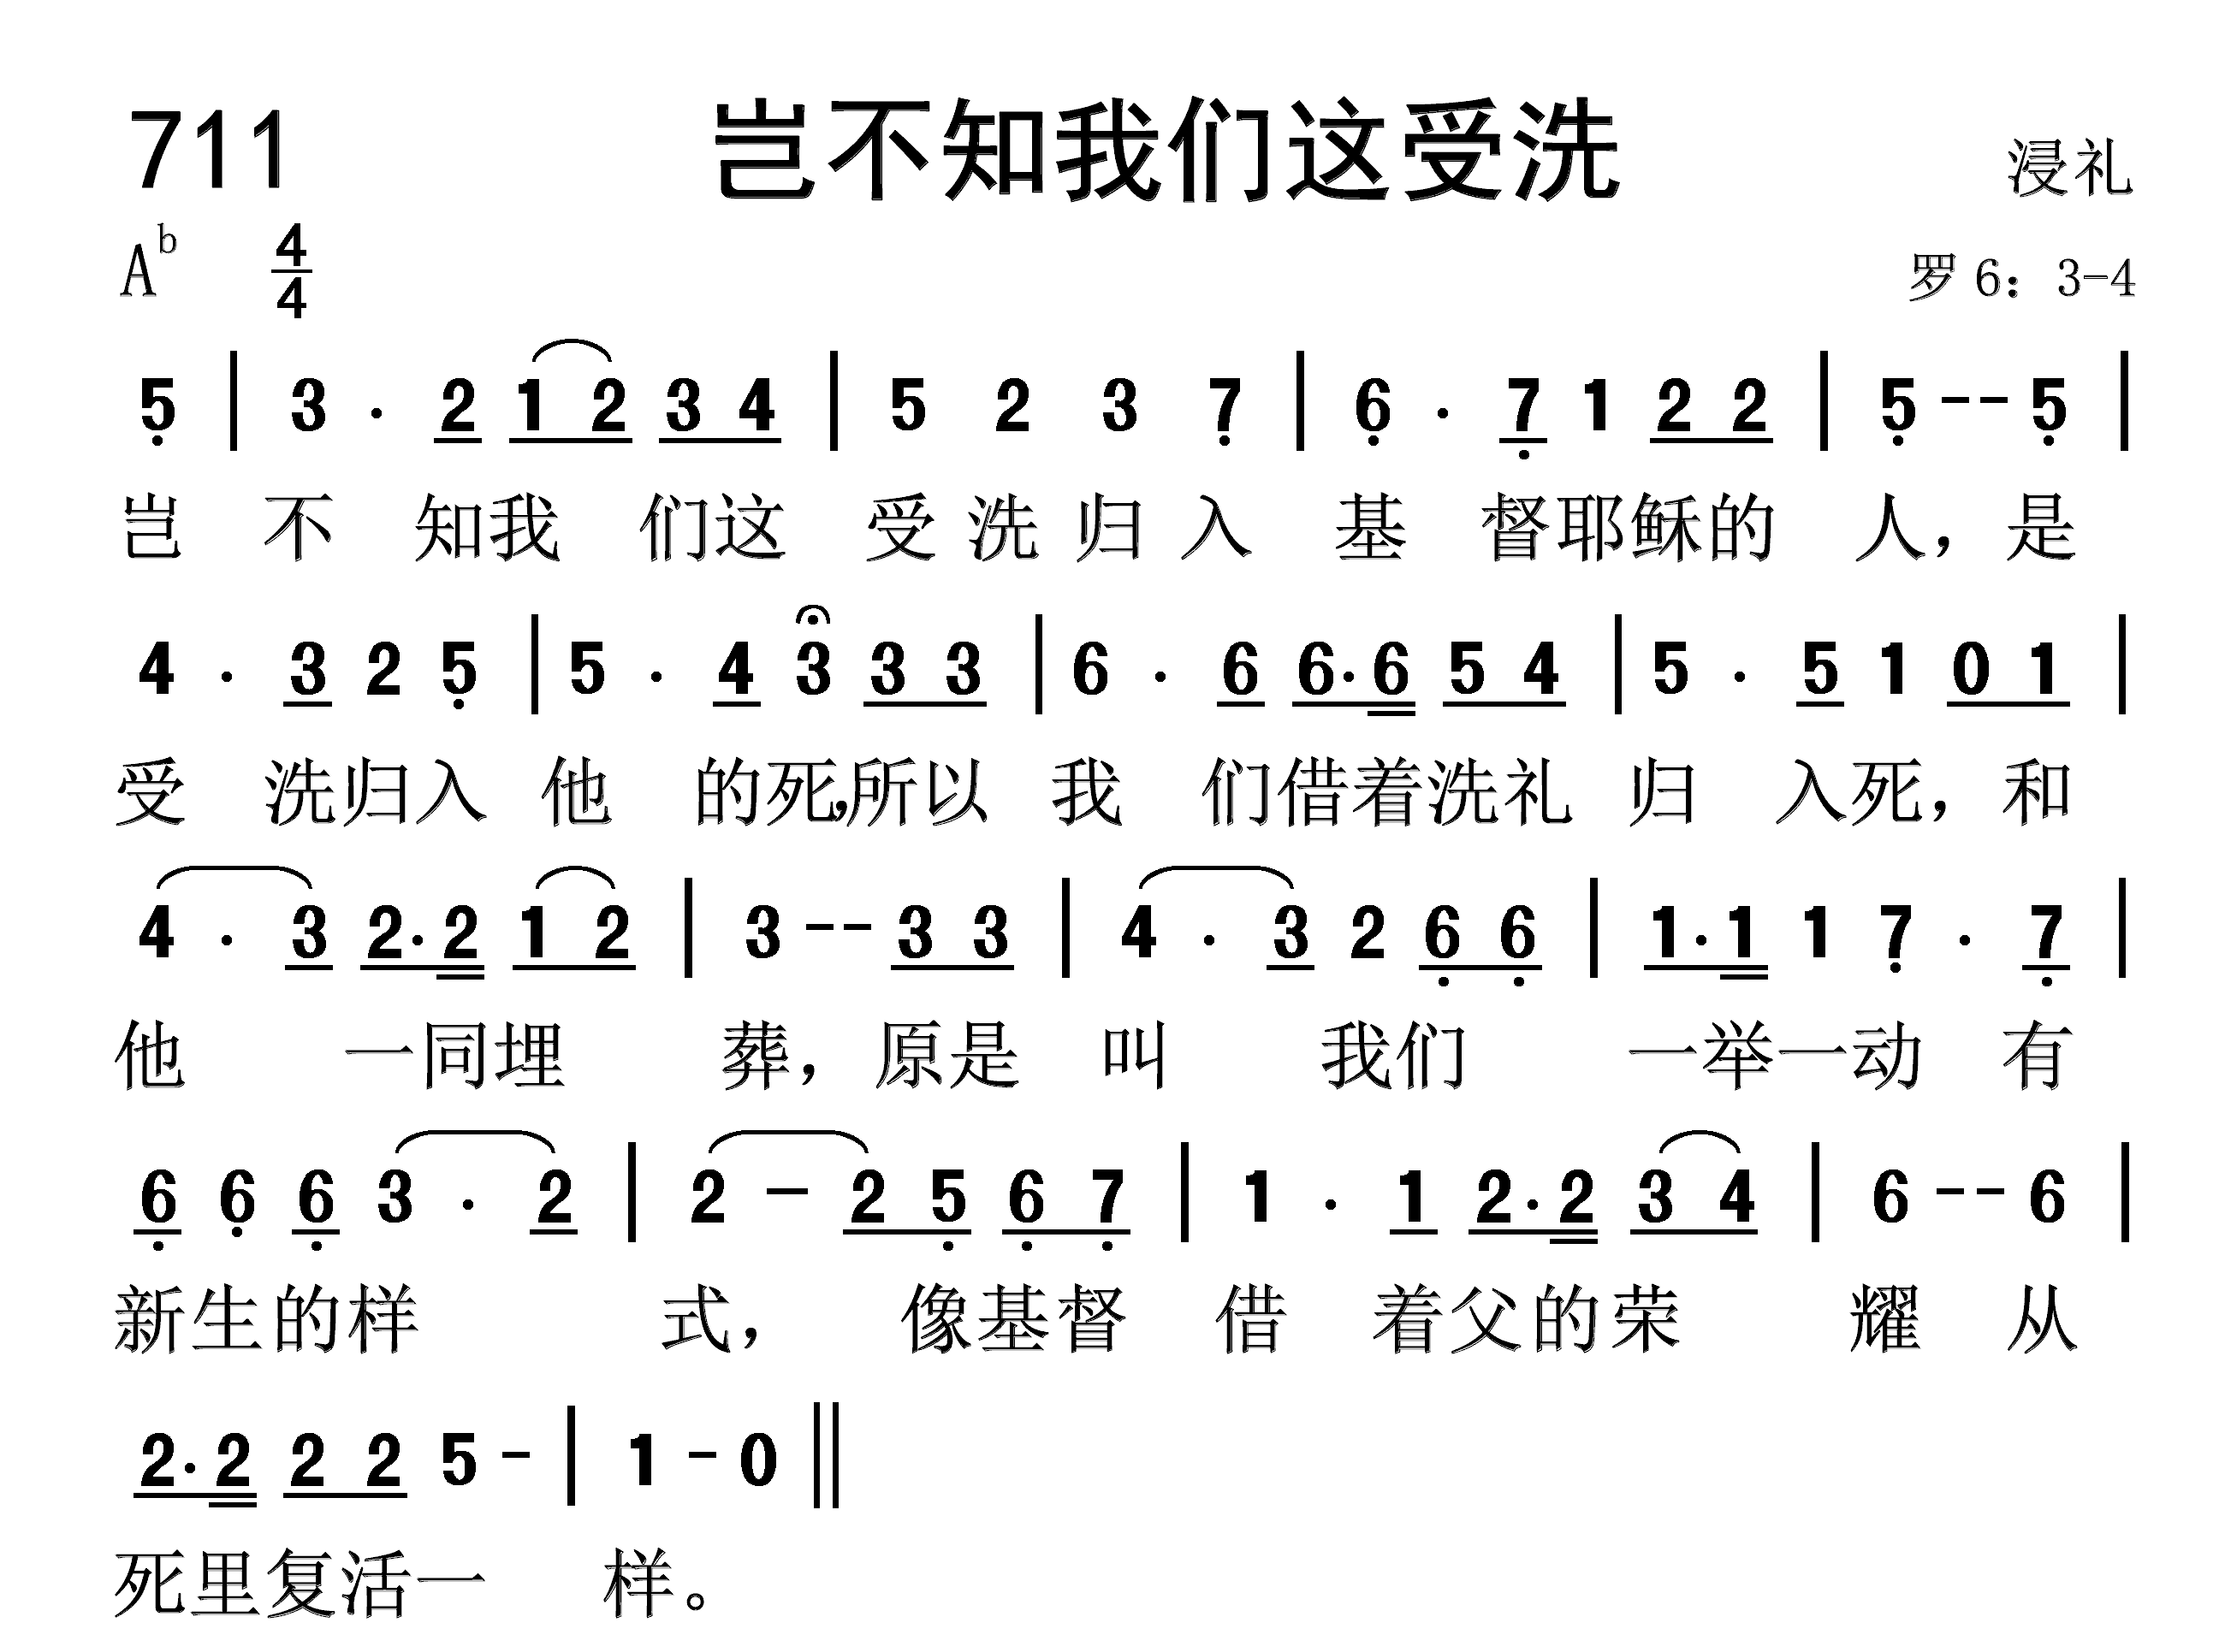 711 岂不知我们这受洗 浸礼
A♭ 4/4 罗 6：3-4
5̣ | 3 · 2 1 2 3 4 | 5 2 3 7̣ | 6̣ · 7̣ 1 2 2 | 5̣ - - 5̣ |
岂 不 知我 们这 受 洗 归 入 基 督耶稣的 人，是
4 · 3 2 5̣ | 5 · 4 3 3 3 | 6 · 6 6·6 5 4 | 5 · 5 1 0 1 |
受 洗归入 他 的死,所以 我 们借着洗礼 归 入死，和
4 · 3 2·2 1 2 | 3 - - 3 3 | 4 · 3 2 6̣ 6̣ | 1·1 1 7̣ · 7̣ |
他 一同埋 葬，原是 叫 我们 一举一动 有
6̣ 6̣ 6̣ 3 · 2 | 2 - 2 5̣ 6̣ 7̣ | 1 · 1 2·2 3 4 | 6 - - 6 |
新生的样 式， 像基督 借 着父的荣 耀 从
2·2 2 2 5 - | 1 - 0 ||
死里复活一 样。